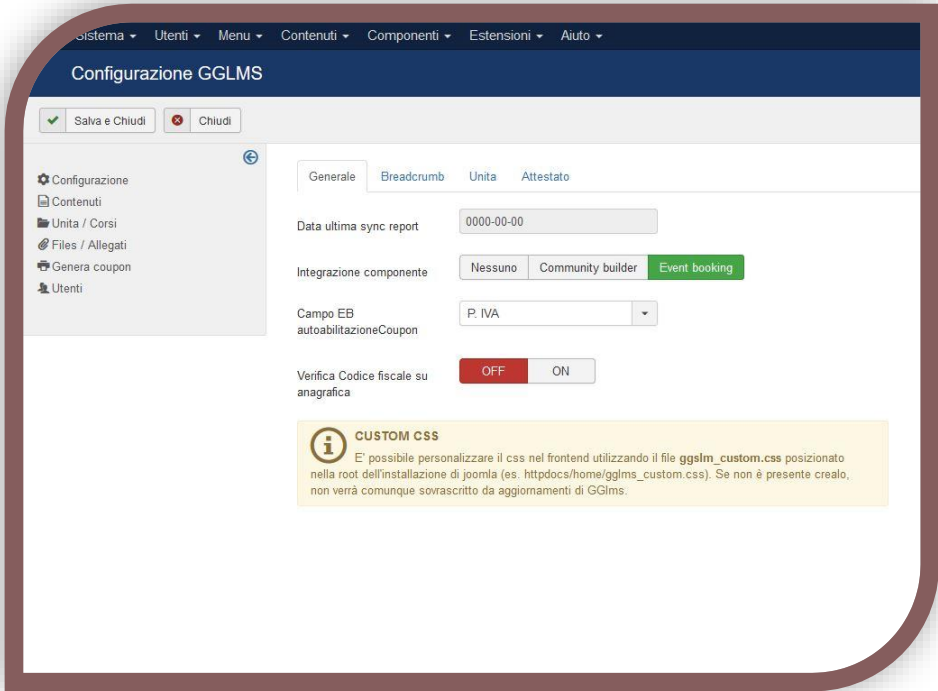 Sistema Utenti Menu Contenuti Componenti Estensioni Aiuto
Configurazione GGLMS
Salva e Chiudi Chiudi
Configurazione
Contenuti
Unita / Corsi
Files / Allegati
Genera coupon
Utenti
Generale Breadcrumb Unita Attestato
Data ultima sync report 0000-00-00
Integrazione componente Nessuno Community builder Event booking
Campo EB P. IVA
autoabilitazioneCoupon
Verifica Codice fiscale su OFF ON
anagrafica
CUSTOM CSS
E' possibile personalizzare il css nel frontend utilizzando il file ggslm_custom.css posizionato
nella root dell'installazione di joomla (es. httpdocs/home/gglms_custom.css). Se non è presente crealo,
non verrà comunque sovrascritto da aggiornamenti di GGlms.